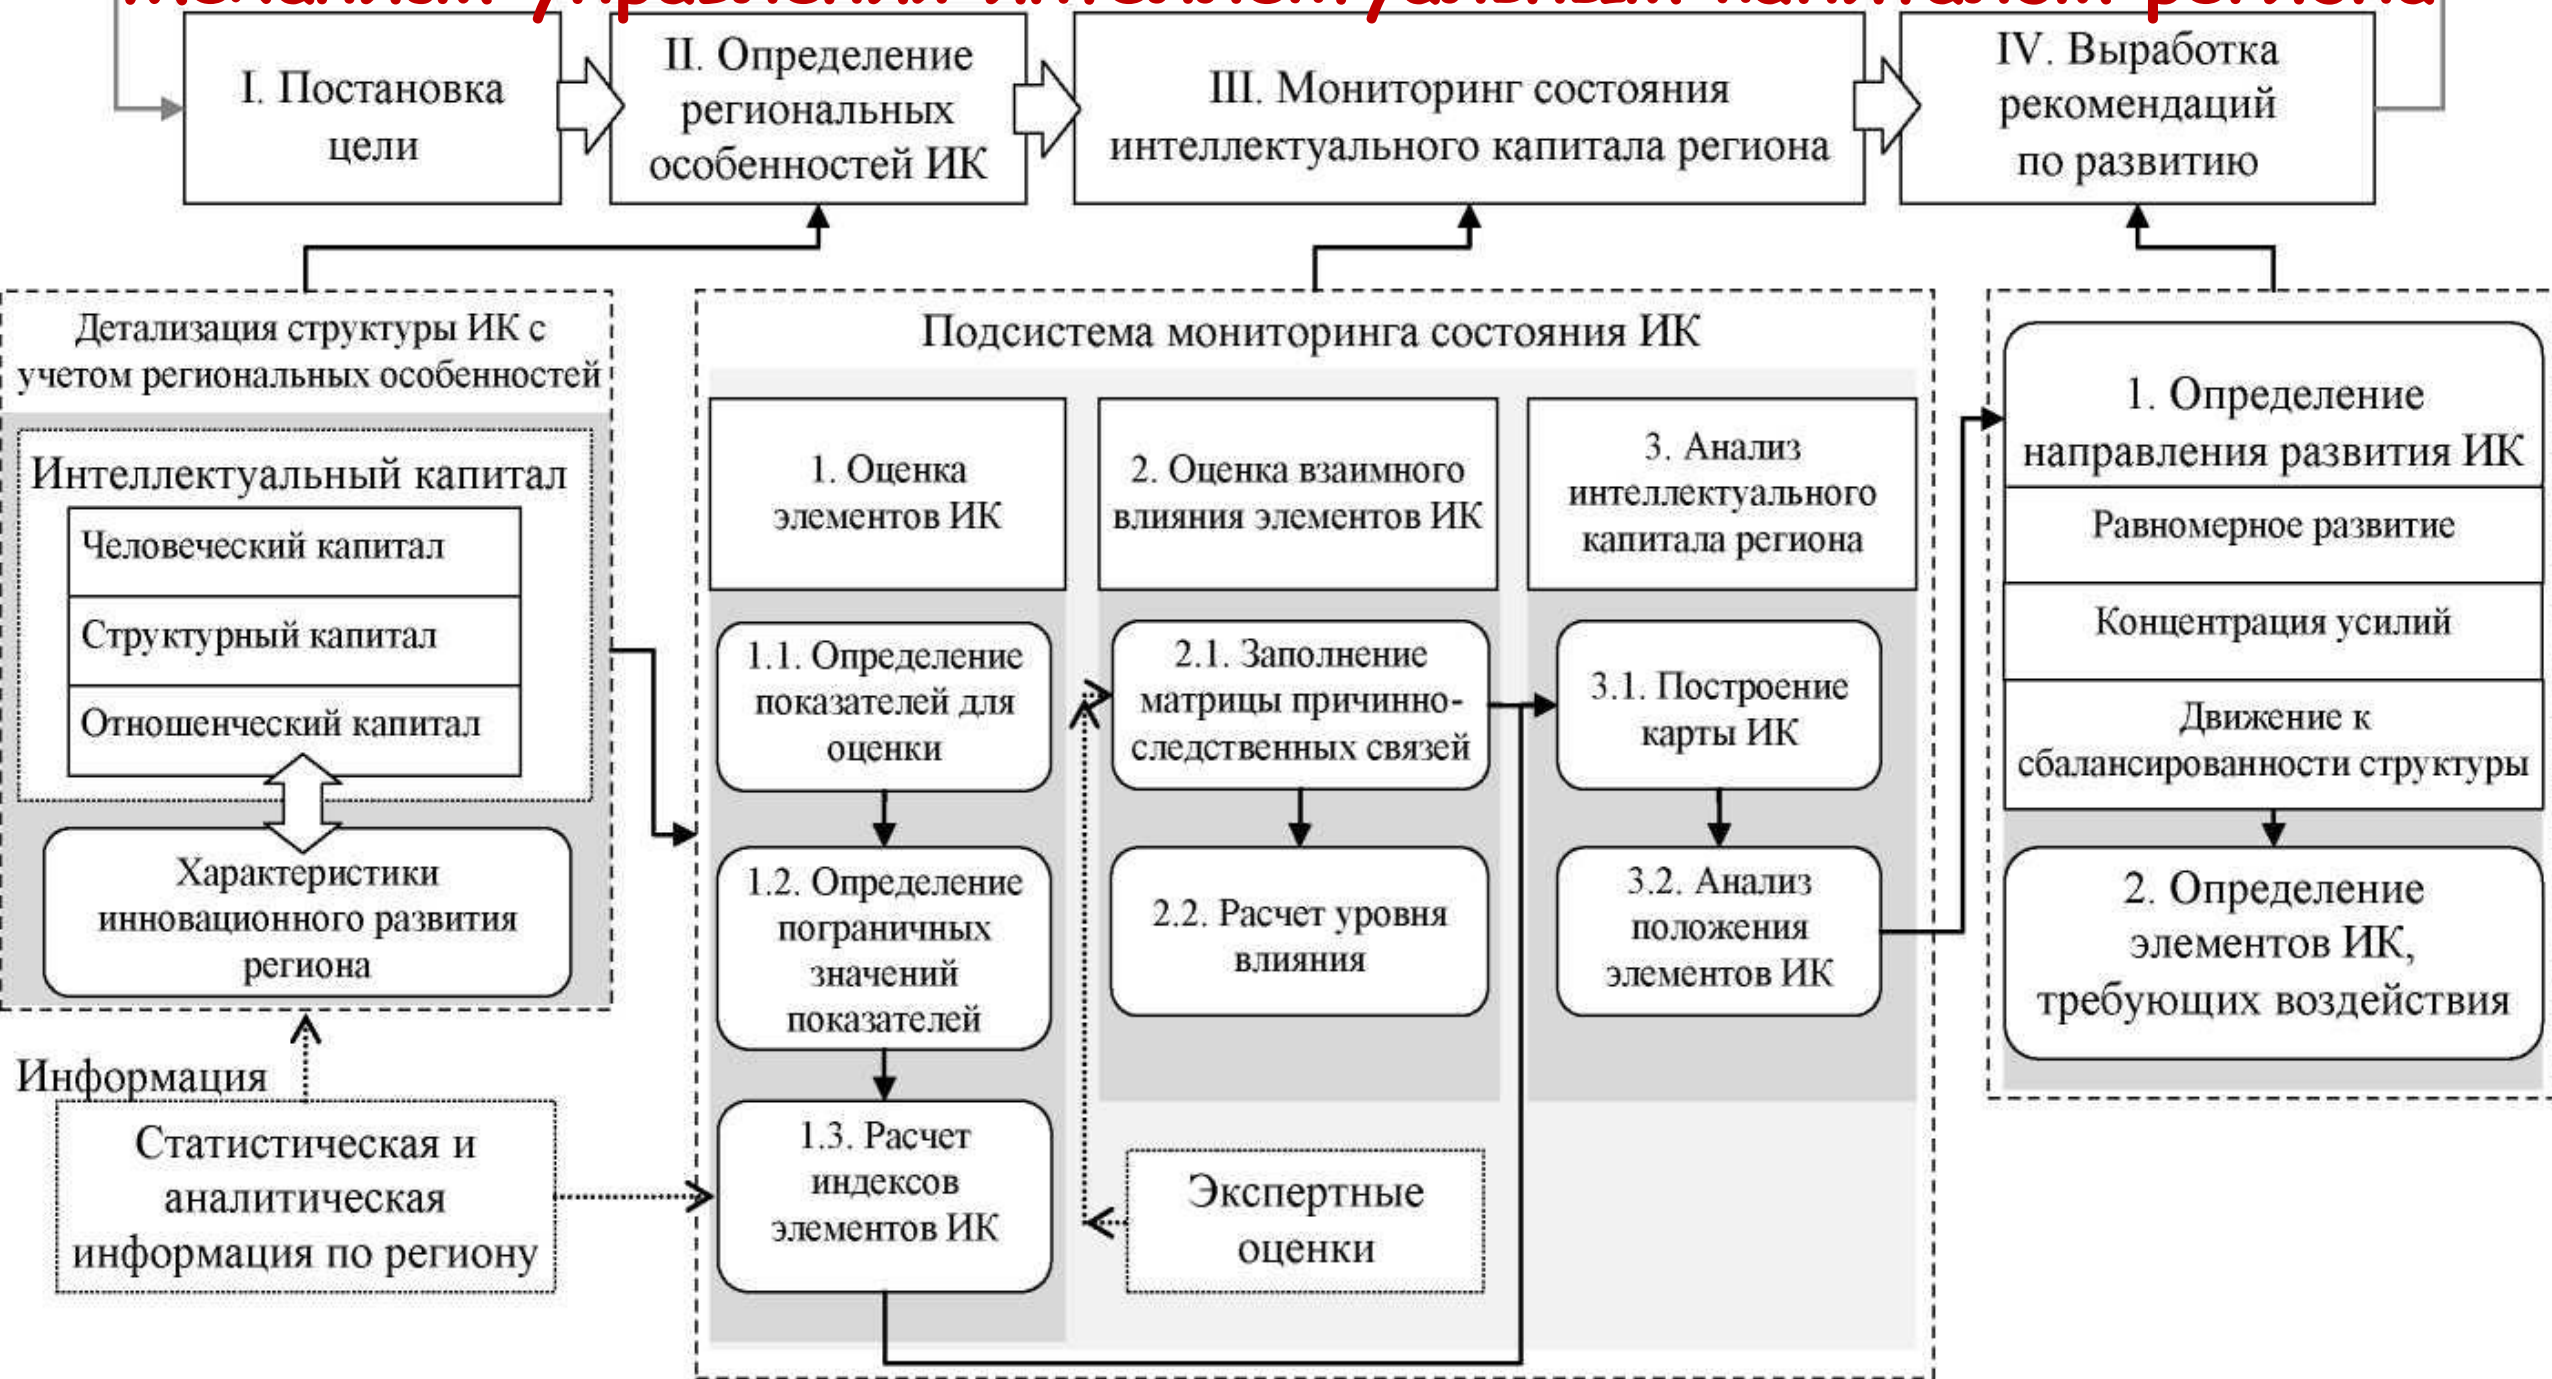 Механизм управления интеллектуальным капиталом региона
I. Постановка
цели
II. Определение
региональных
особенностей ИК
III. Мониторинг состояния
интеллектуального капитала региона
IV. Выработка
рекомендаций
по развитию
Детализация структуры ИК с
учетом региональных особенностей
Интеллектуальный капитал
Человеческий капитал
Структурный капитал
Отношенческий капитал
Характеристики
инновационного развития
региона
Информация
Статистическая и
аналитическая
информация по региону
Подсистема мониторинга состояния ИК
1. Оценка
элементов ИК
1.1. Определение
показателей для
оценки
1.2. Определение
пограничных
значений
показателей
1.3. Расчет
индексов
элементов ИК
2. Оценка взаимного
влияния элементов ИК
2.1. Заполнение
матрицы причинно-
следственных связей
2.2. Расчет уровня
влияния
Экспертные
оценки
3. Анализ
интеллектуального
капитала региона
3.1. Построение
карты ИК
3.2. Анализ
положения
элементов ИК
1. Определение
направления развития ИК
Равномерное развитие
Концентрация усилий
Движение к
сбалансированности структуры
2. Определение
элементов ИК,
требующих воздействия